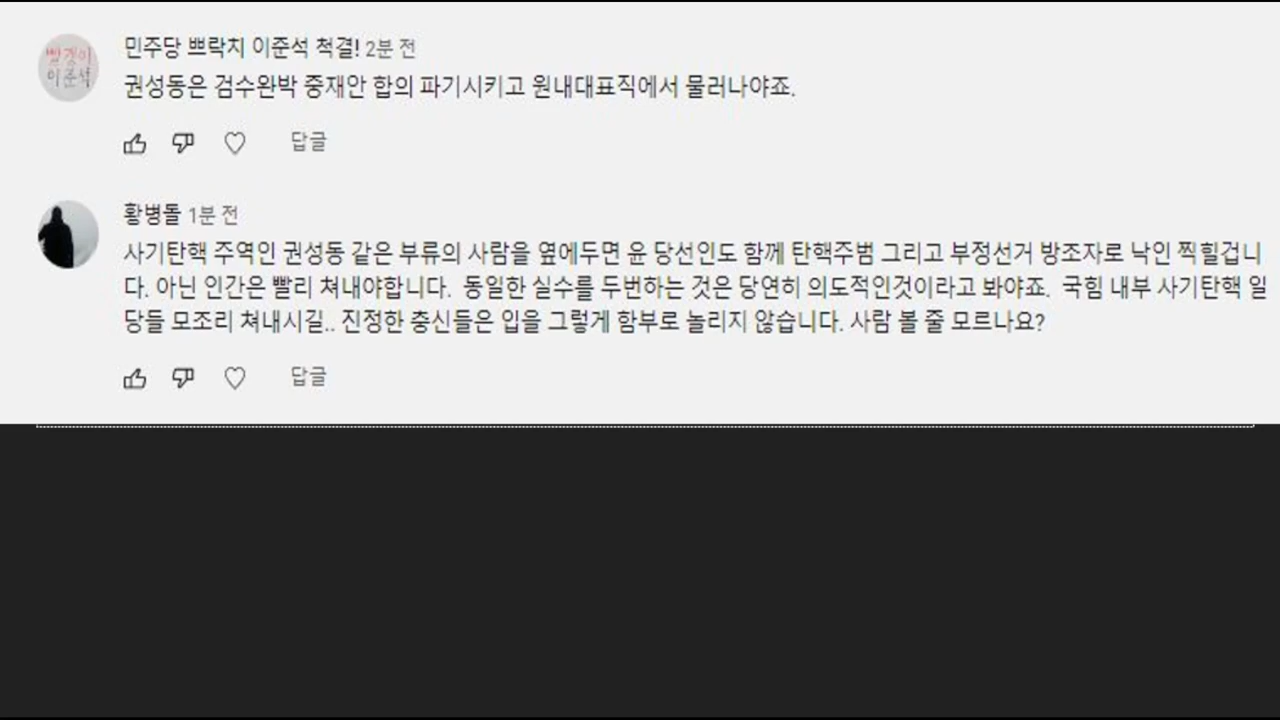 빨갱이
이준석
민주당 쁘락치 이준석 척결! 2분 전
권성동은 검수완박 중재안 합의 파기시키고 원내대표직에서 물러나야죠.
답글
황병돌 1분 전
사기탄핵 주역인 권성동 같은 부류의 사람을 옆에두면 윤 당선인도 함께 탄핵주범 그리고 부정선거 방조자로 낙인 찍힐겁니
다. 아닌 인간은 빨리 쳐내야합니다. 동일한 실수를 두번하는 것은 당연히 의도적인것이라고 봐야죠. 국힘 내부 사기탄핵 일
당들 모조리 쳐내시길.. 진정한 충신들은 입을 그렇게 함부로 놀리지 않습니다. 사람 볼 줄 모르나요?
답글